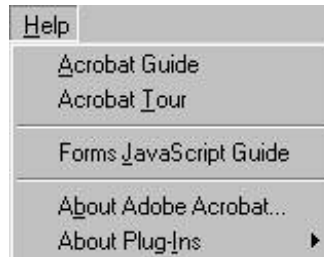 Help
Acrobat Guide
Acrobat Tour
Forms JavaScript Guide
About Adobe Acrobat...
About Plug-Ins